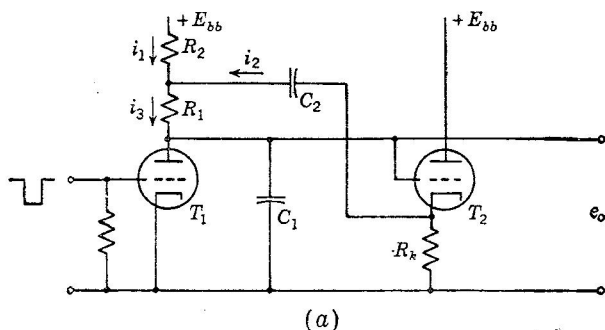 + E_bb
+ E_bb
i_1
R_2
i_2
C_2
i_3
R_1
T_1
C_1
T_2
e_o
R_k
(a)